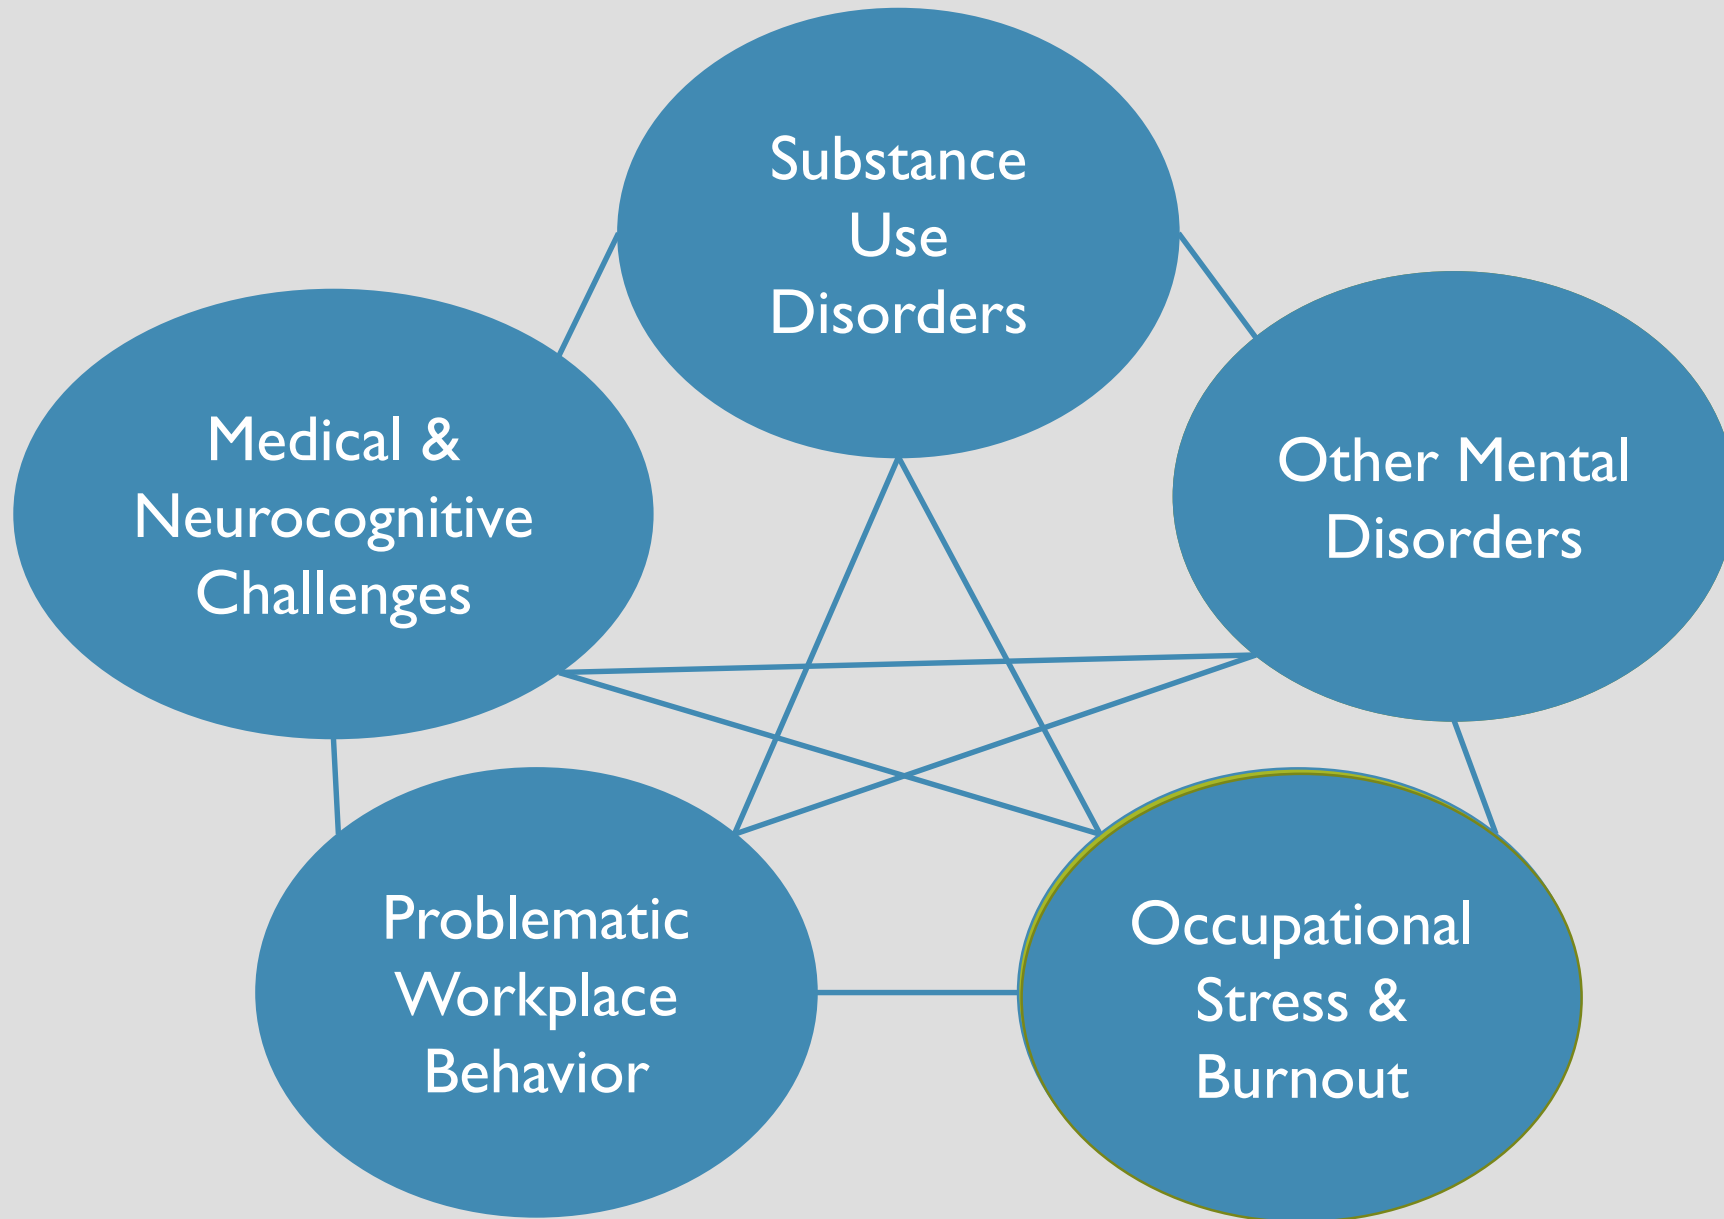 Substance
Use
Disorders
Medical &
Neurocognitive
Challenges
Other Mental
Disorders
Problematic
Workplace
Behavior
Occupational
Stress &
Burnout